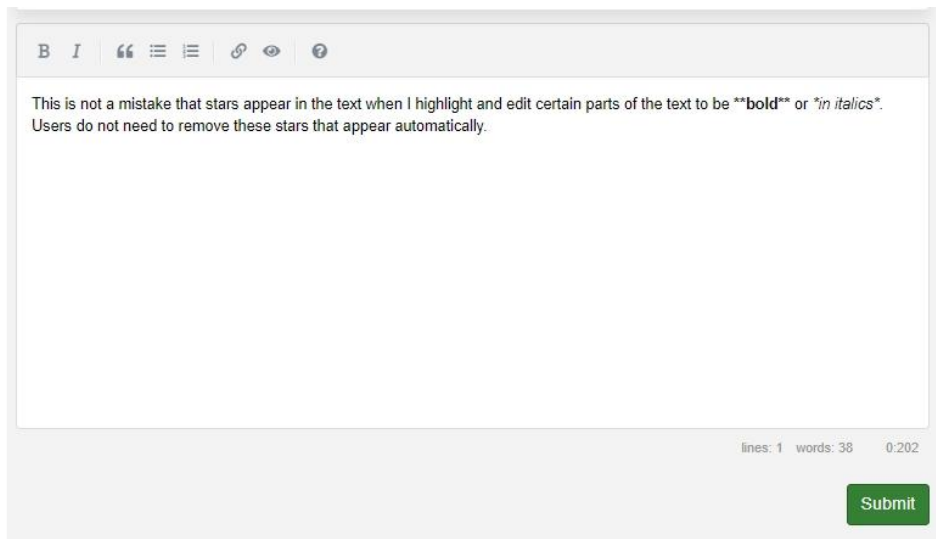 B I
This is not a mistake that stars appear in the text when I highlight and edit certain parts of the text to be **bold** or *in italics*.
Users do not need to remove these stars that appear automatically.
lines: 1 words: 38 0:202
Submit